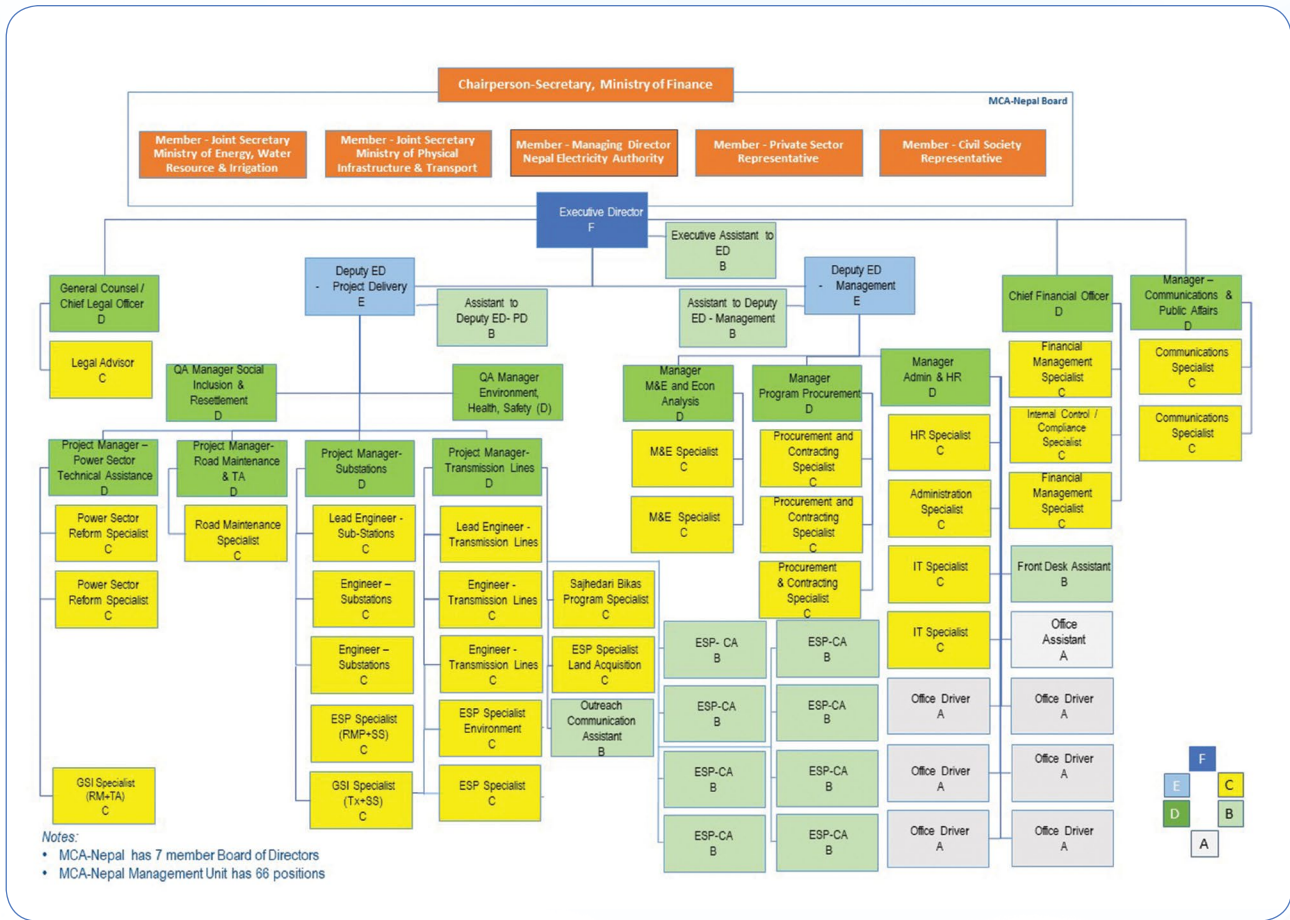 Chairperson-Secretary, Ministry of Finance
MCA-Nepal Board
Member - Joint Secretary
Ministry of Energy, Water
Resource & Irrigation
Member - Joint Secretary
Ministry of Physical
Infrastructure & Transport
Member - Managing Director
Nepal Electricity Authority
Member - Private Sector
Representative
Member - Civil Society
Representative
Executive Director
F
Executive Assistant to
ED
B
Deputy ED
- Project Delivery
E
Assistant to
Deputy ED- PD
B
Deputy ED
- Management
E
Assistant to Deputy
ED - Management
B
General Counsel /
Chief Legal Officer
D
Legal Advisor
C
Chief Financial Officer
D
Financial
Management
Specialist
C
Internal Control /
Compliance
Specialist
C
Financial
Management
Specialist
C
Manager –
Communications &
Public Affairs
D
Communications
Specialist
C
Communications
Specialist
C
QA Manager Social
Inclusion &
Resettlement
D
QA Manager
Environment,
Health, Safety (D)
Project Manager –
Power Sector
Technical Assistance
D
Power Sector
Reform Specialist
C
Power Sector
Reform Specialist
C
GSI Specialist
(RM+TA)
C
Project Manager-
Road Maintenance
& TA
D
Road Maintenance
Specialist
C
Project Manager-
Substations
D
Lead Engineer -
Sub-Stations
C
Engineer –
Substations
C
Engineer –
Substations
C
ESP Specialist
(RMP+SS)
C
GSI Specialist
(Tx+SS)
C
Project Manager-
Transmission Lines
D
Lead Engineer -
Transmission Lines
Engineer -
Transmission Lines
C
Engineer -
Transmission Lines
C
ESP Specialist
Environment
C
ESP Specialist
C
Sajhedari Bikas
Program Specialist
C
ESP Specialist
Land Acquisition
C
Outreach
Communication
Assistant
B
ESP- CA
B
ESP-CA
B
ESP-CA
B
ESP-CA
B
ESP-CA
B
ESP-CA
B
ESP-CA
B
ESP-CA
B
Manager
M&E and Econ
Analysis
D
M&E Specialist
C
M&E Specialist
C
Manager
Program Procurement
D
Procurement and
Contracting
Specialist
C
Procurement and
Contracting
Specialist
C
Procurement
& Contracting
Specialist
C
Manager
Admin & HR
D
HR Specialist
C
Administration
Specialist
C
IT Specialist
C
IT Specialist
C
Front Desk Assistant
B
Office
Assistant
A
Office Driver
A
Office Driver
A
Office Driver
A
Office Driver
A
Office Driver
A
Office Driver
A
F
E
C
D
B
A
Notes:
• MCA-Nepal has 7 member Board of Directors
• MCA-Nepal Management Unit has 66 positions